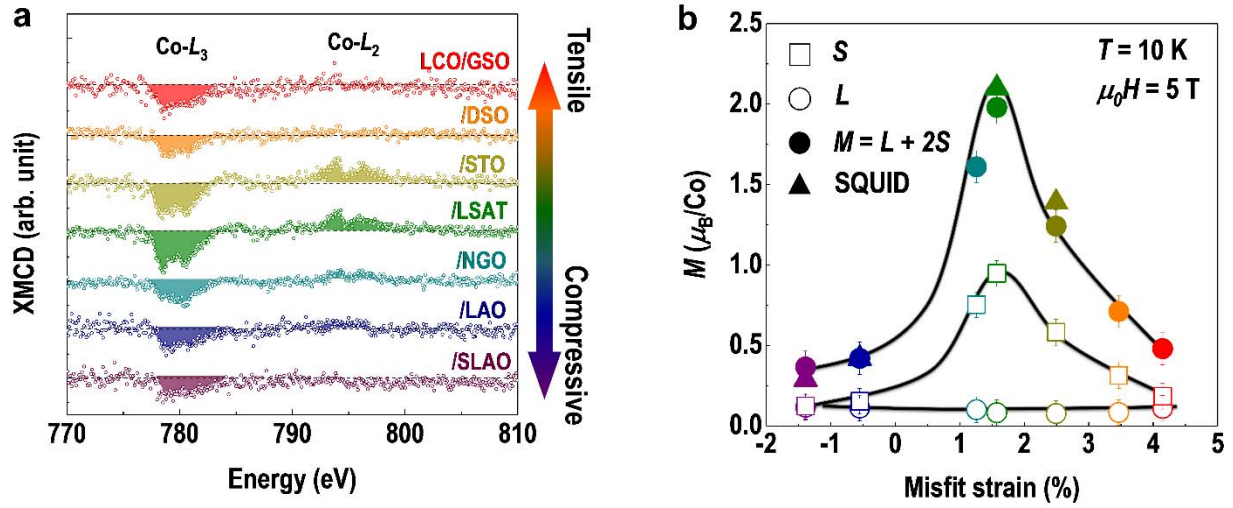 a
Co-L₃
Co-L₂
LCO/GSO
/DSO
/STO
/LSAT
/NGO
/LAO
/SLAO
XMCD (arb. unit)
770
780
790
800
810
Energy (eV)
Tensile
Compressive
b
S
L
M = L + 2S
SQUID
T = 10 K
μ₀H = 5 T
M (μB/Co)
2.5
2.0
1.5
1.0
0.5
0.0
-2
-1
0
1
2
3
4
5
Misfit strain (%)